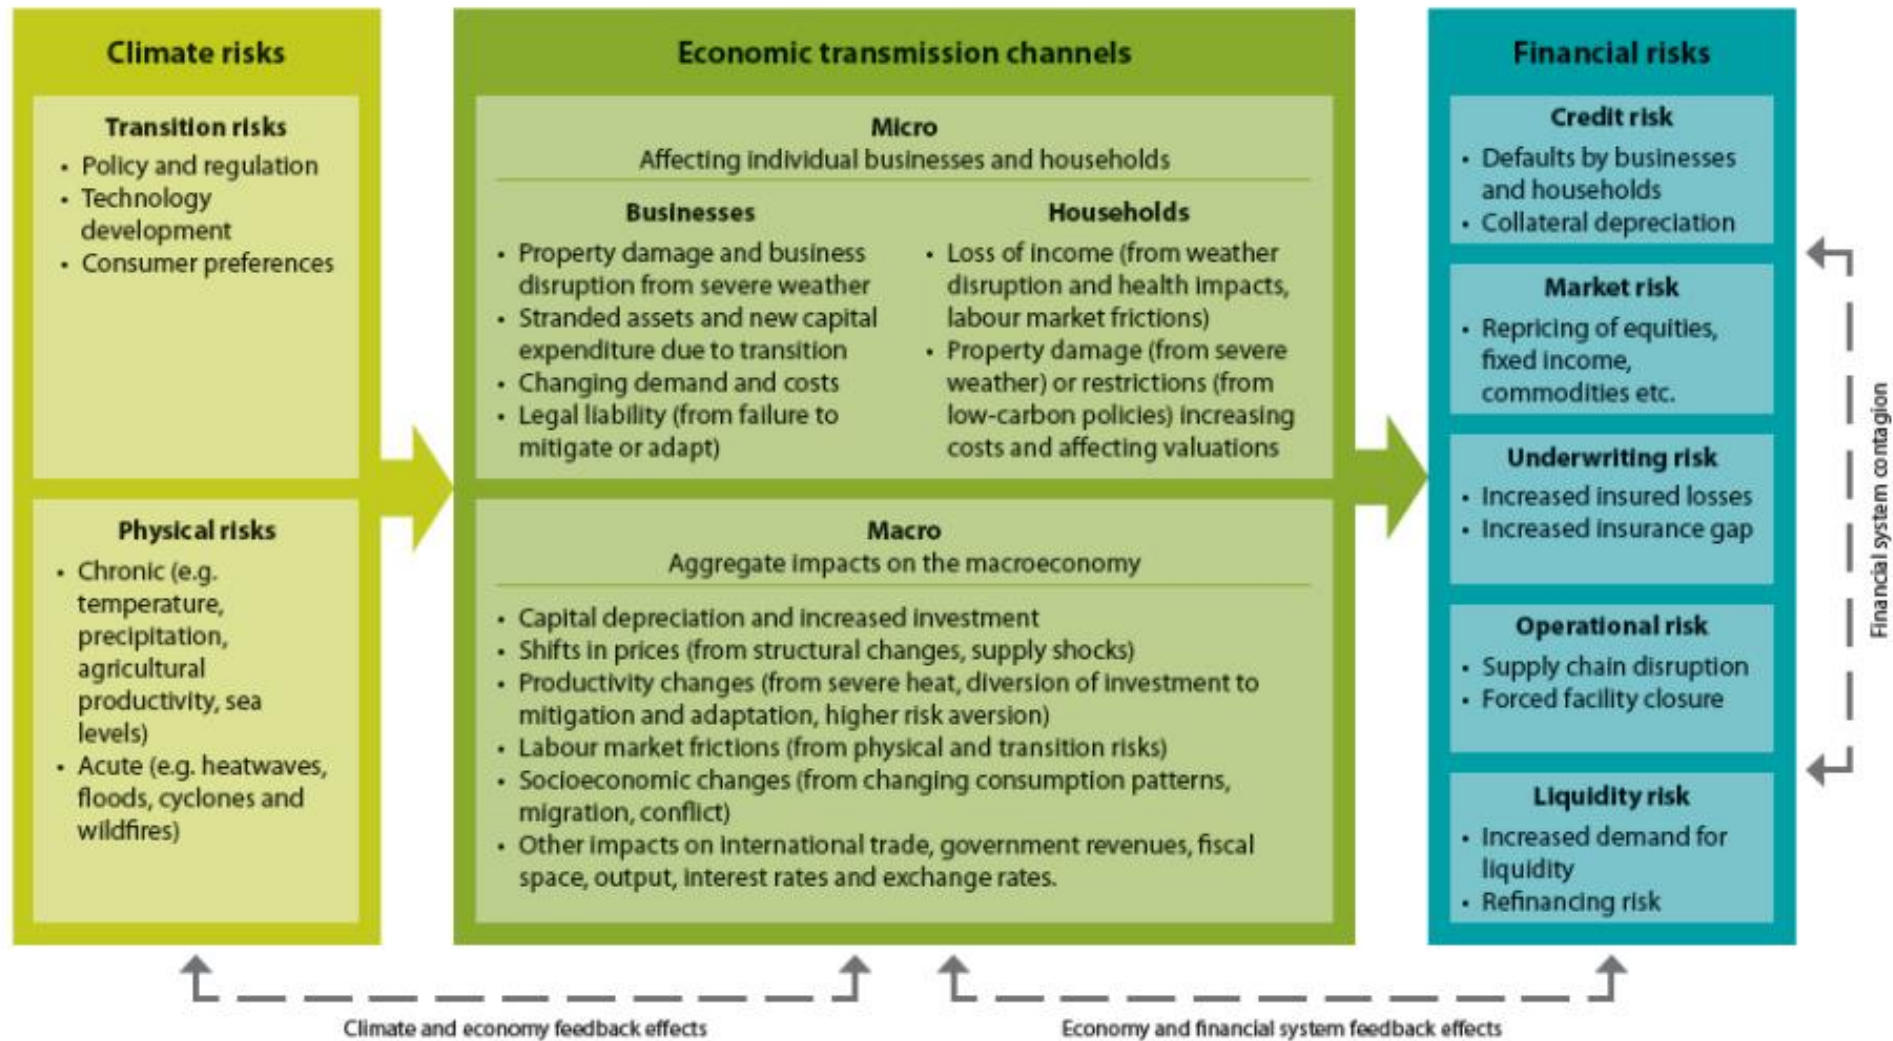 Climate risks
Transition risks
• Policy and regulation
• Technology
development
• Consumer preferences
Physical risks
• Chronic (e.g.
temperature,
precipitation,
agricultural
productivity, sea
levels)
• Acute (e.g. heatwaves,
floods, cyclones and
wildfires)
Economic transmission channels
Micro
Affecting individual businesses and households
Businesses
• Property damage and business
disruption from severe weather
• Stranded assets and new capital
expenditure due to transition
• Changing demand and costs
• Legal liability (from failure to
mitigate or adapt)
Households
• Loss of income (from weather
disruption and health impacts,
labour market frictions)
• Property damage (from severe
weather) or restrictions (from
low-carbon policies) increasing
costs and affecting valuations
Macro
Aggregate impacts on the macroeconomy
• Capital depreciation and increased investment
• Shifts in prices (from structural changes, supply shocks)
• Productivity changes (from severe heat, diversion of investment to
mitigation and adaptation, higher risk aversion)
• Labour market frictions (from physical and transition risks)
• Socioeconomic changes (from changing consumption patterns,
migration, conflict)
• Other impacts on international trade, government revenues, fiscal
space, output, interest rates and exchange rates.
Financial risks
Credit risk
• Defaults by businesses
and households
• Collateral depreciation
Market risk
• Repricing of equities,
fixed income,
commodities etc.
Underwriting risk
• Increased insured losses
• Increased insurance gap
Operational risk
• Supply chain disruption
• Forced facility closure
Liquidity risk
• Increased demand for
liquidity
• Refinancing risk
Financial system contagion
Climate and economy feedback effects
Economy and financial system feedback effects